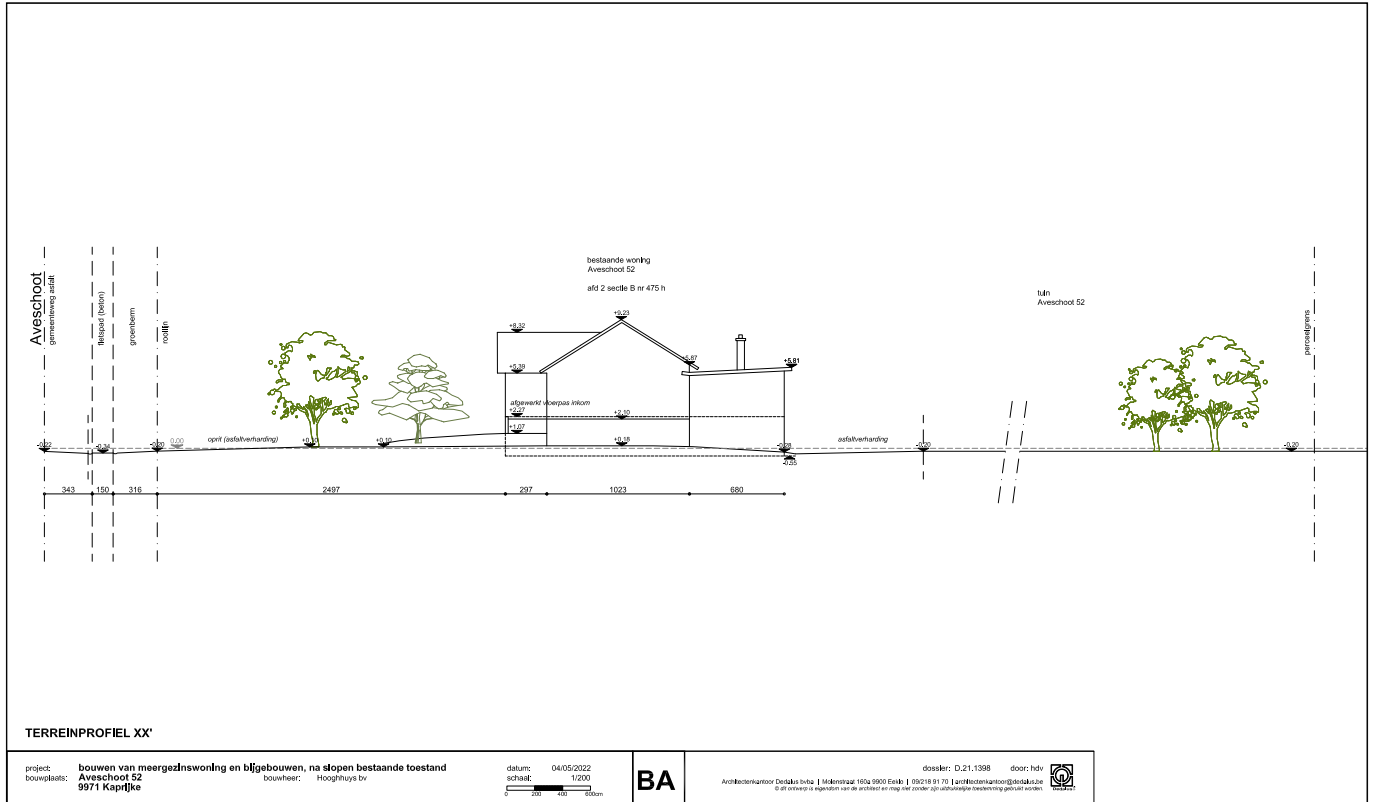 bestaande woning
Aveschoot 52
afd 2 sectie B nr 475 h
tuin
Aveschoot 52
Aveschoot
gemeenteweg asfalt
fietspad (beton)
groenberm
rooilijn
perceelgrens
+9.23
+8.32
+5.87
+5.81
+5.39
afgewerkt vloerpas inkom
+2.27
+2.10
+1.07
-0.22
-0.34
-0.20
0.00
oprit (asfaltverharding)
+0.10
+0.10
+0.18
-0.28
-0.55
asfaltverharding
-0.20
-0.20
343 150 316 2497 297 1023 680
TERREINPROFIEL XX'
project: bouwen van meergezinswoning en bijgebouwen, na slopen bestaande toestand
bouwplaats: Aveschoot 52 bouwheer: Hooghhuys bv
9971 Kaprijke
datum: 04/05/2022
schaal: 1/200
0 200 400 600cm
BA
dossier: D.21.1398 door: hdv
Architectenkantoor Dedalus bvba | Molenstraat 160a 9900 Eeklo | 09/218 91 70 | architectenkantoor@dedalus.be
© dit ontwerp is eigendom van de architect en mag niet zonder zijn uitdrukkelijke toestemming gebruikt worden.
Dedalus